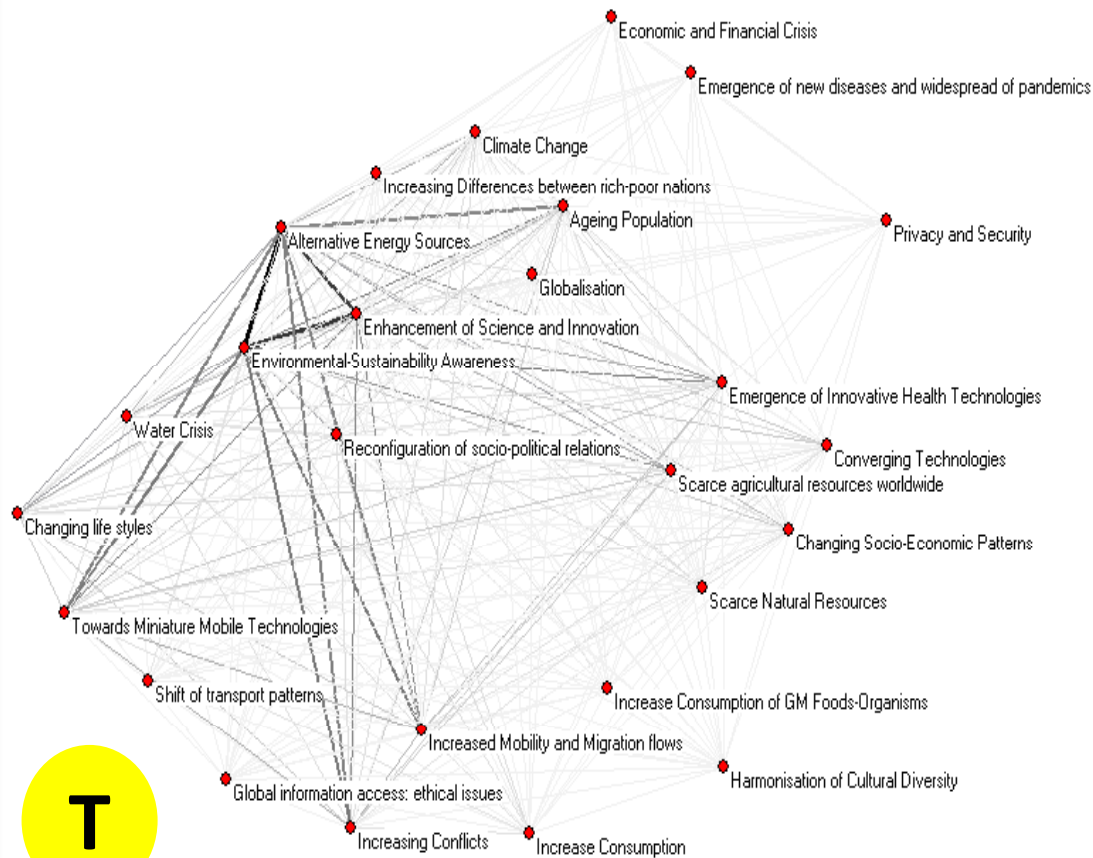 Economic and Financial Crisis
Emergence of new diseases and widespread of pandemics
Climate Change
Increasing Differences between rich-poor nations
Ageing Population
Privacy and Security
Alternative Energy Sources
Globalisation
Enhancement of Science and Innovation
Environmental-Sustainability Awareness
Emergence of Innovative Health Technologies
Water Crisis
Reconfiguration of socio-political relations
Converging Technologies
Scarce agricultural resources worldwide
Changing life styles
Changing Socio-Economic Patterns
Scarce Natural Resources
Towards Miniature Mobile Technologies
Shift of transport patterns
Increase Consumption of GM Foods-Organisms
Increased Mobility and Migration flows
Harmonisation of Cultural Diversity
Global information access: ethical issues
T
Increasing Conflicts
Increase Consumption